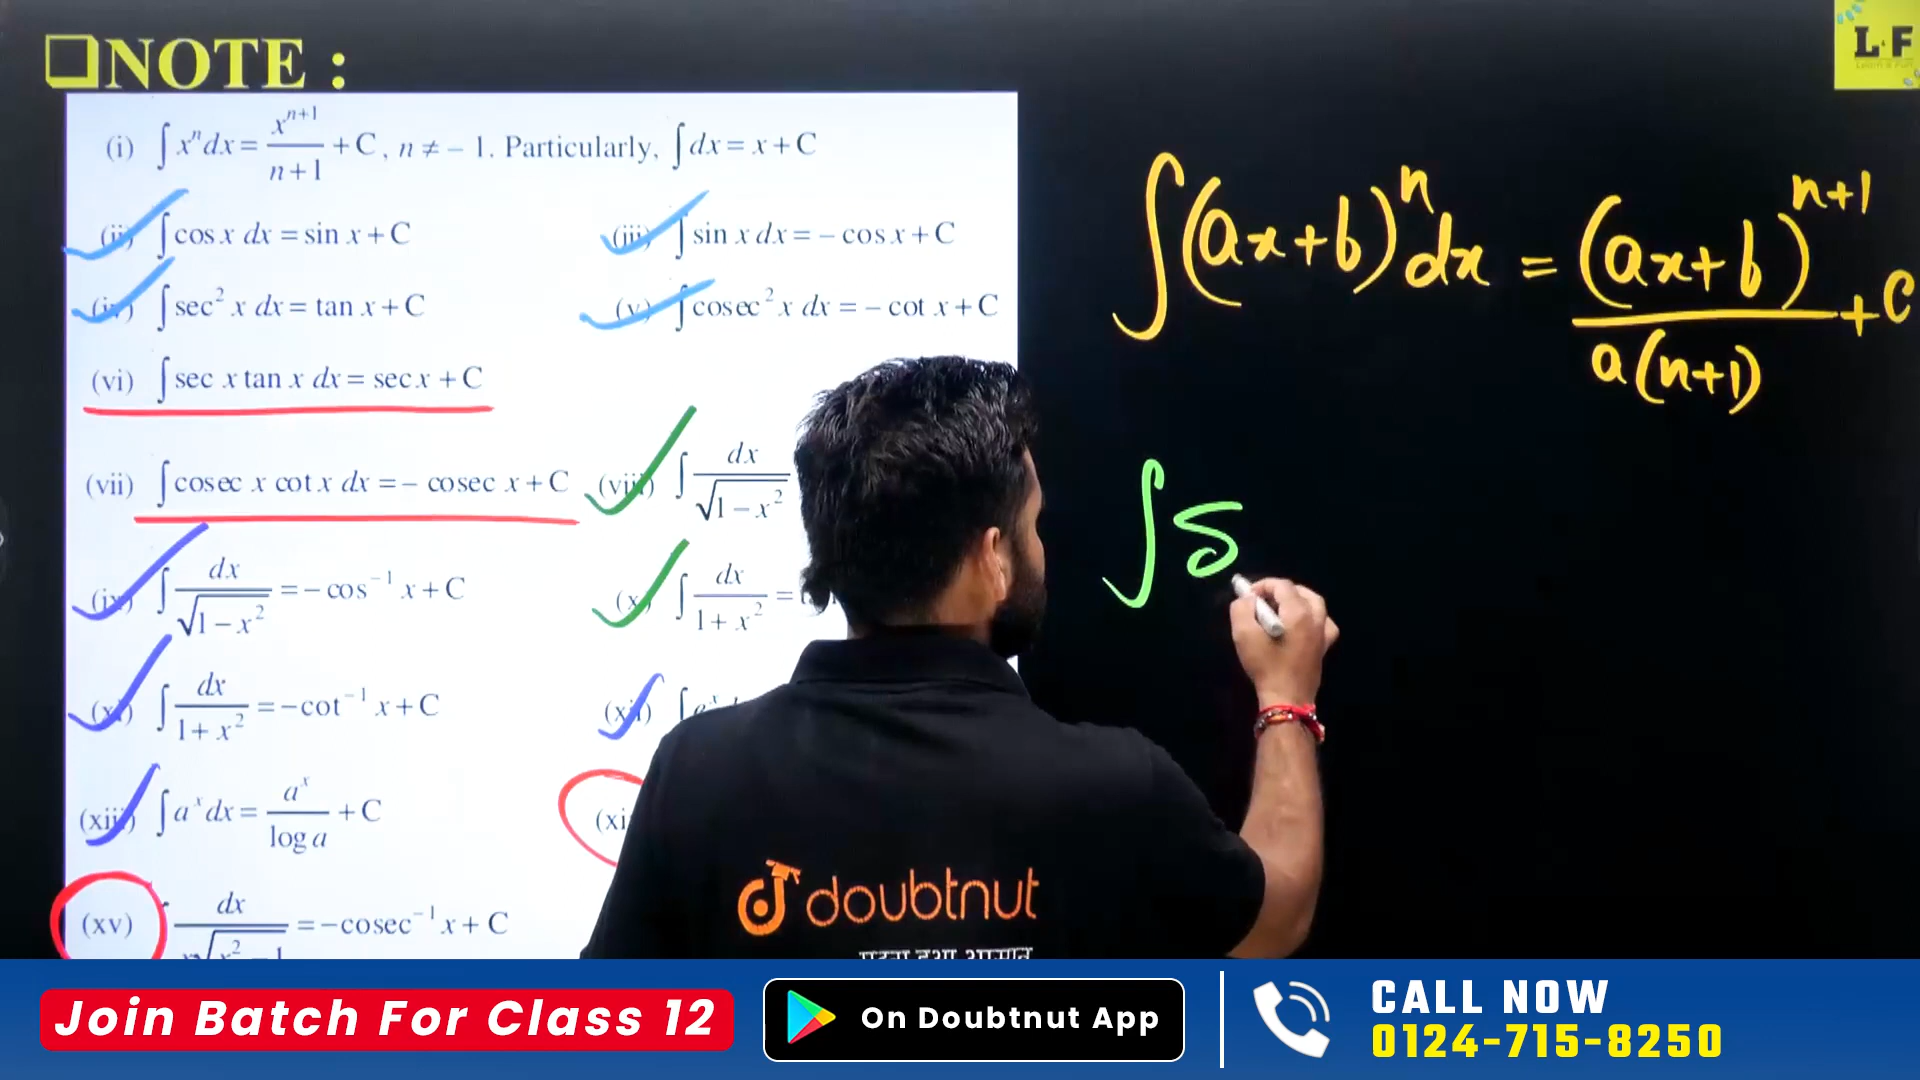 ❑NOTE :
(i) ∫xⁿdx = xⁿ⁺¹/(n+1) + C, n ≠ – 1. Particularly, ∫dx = x + C
(ii) ∫cos x dx = sin x + C
(iii) ∫sin x dx = – cos x + C
(iv) ∫sec² x dx = tan x + C
(v) ∫cosec² x dx = – cot x + C
(vi) ∫sec x tan x dx = sec x + C
(vii) ∫cosec x cot x dx = – cosec x + C
(viii) ∫dx/√(1 – x²)
(ix) ∫dx/√(1 – x²) = – cos⁻¹ x + C
(x) ∫dx/(1 + x²) =
(xi) ∫dx/(1 + x²) = –cot⁻¹ x + C
(xii) ∫
(xiii) ∫aˣ dx = aˣ/log a + C
(xv) dx/x√(x² – 1) = –cosec⁻¹ x + C
∫(ax+b)ⁿdx = (ax+b)ⁿ⁺¹/a(n+1) + C
∫
L&F
doubtnut
Join Batch For Class 12
On Doubtnut App
CALL NOW
0124-715-8250